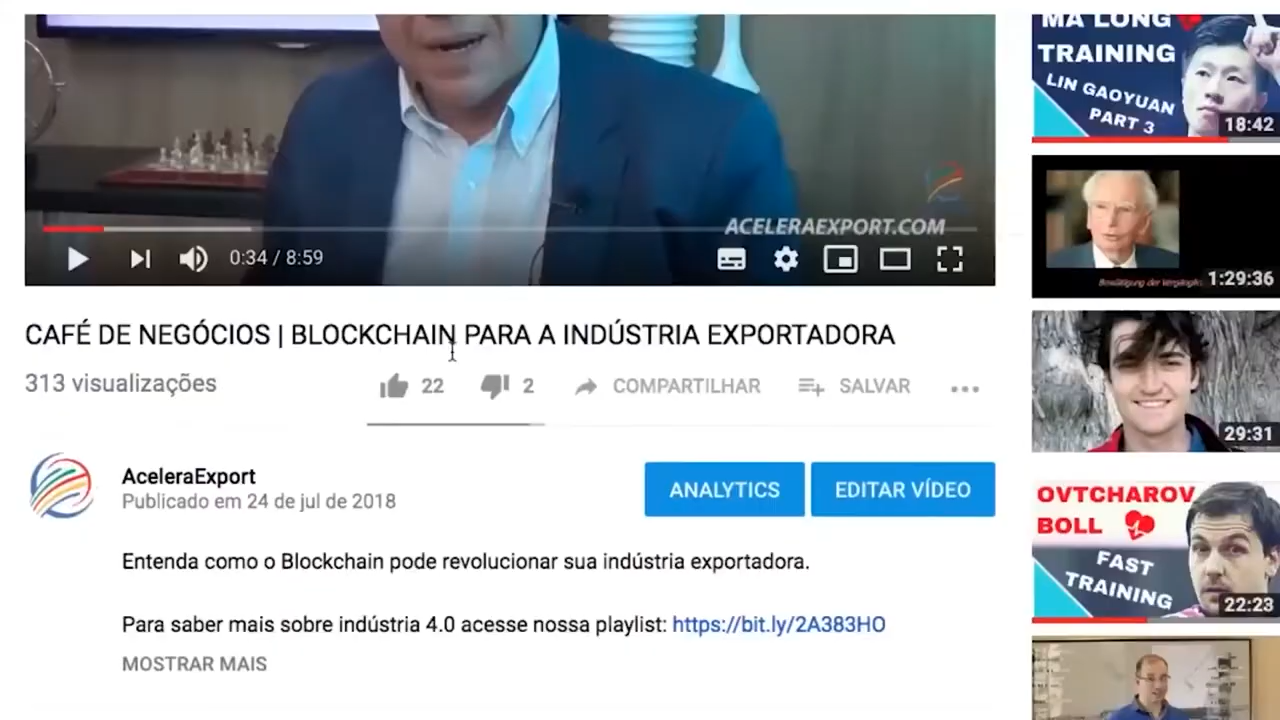 ACELERAEXPORT.COM
0:34 / 8:59
CAFÉ DE NEGÓCIOS | BLOCKCHAIN PARA A INDÚSTRIA EXPORTADORA
313 visualizações
22
2
COMPARTILHAR
SALVAR
AceleraExport
Publicado em 24 de jul de 2018
ANALYTICS
EDITAR VÍDEO
Entenda como o Blockchain pode revolucionar sua indústria exportadora.
Para saber mais sobre indústria 4.0 acesse nossa playlist: https://bit.ly/2A383HO
MOSTRAR MAIS
MA LONG
TRAINING
LIN GAOYUAN
PART 3
18:42
1:29:36
29:31
OVTCHAROV
BOLL
FAST
TRAINING
22:23